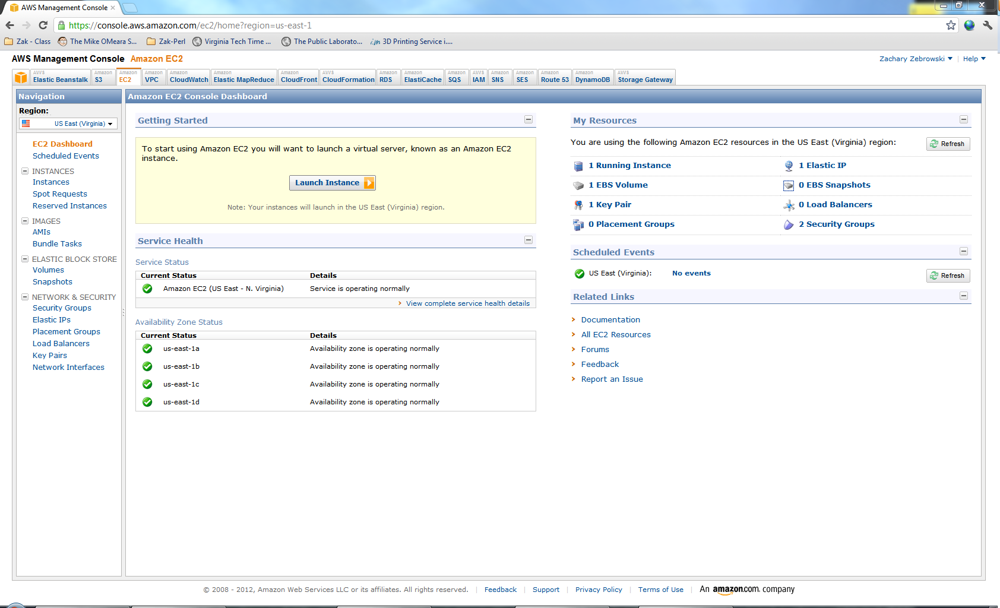 AWS Management Console
https://console.aws.amazon.com/ec2/home?region=us-east-1
Zak - Class The Mike OMeara S... Zak-Perl Virginia Tech Time ... The Public Laborato... im 3D Printing Service i....
AWS Management Console Amazon EC2 Zachary Zebrowski Help
AWS Elastic Beanstalk
Amazon S3
Amazon EC2
Amazon VPC
Amazon CloudWatch
Amazon Elastic MapReduce
Amazon CloudFront
AWS CloudFormation
Amazon RDS
Amazon ElastiCache
Amazon SQS
AWS IAM
Amazon SNS
Amazon SES
Amazon Route 53
Amazon DynamoDB
AWS Storage Gateway
Navigation
Region:
US East (Virginia)
EC2 Dashboard
Scheduled Events
INSTANCES
Instances
Spot Requests
Reserved Instances
IMAGES
AMIs
Bundle Tasks
ELASTIC BLOCK STORE
Volumes
Snapshots
NETWORK & SECURITY
Security Groups
Elastic IPs
Placement Groups
Load Balancers
Key Pairs
Network Interfaces
Amazon EC2 Console Dashboard
Getting Started
To start using Amazon EC2 you will want to launch a virtual server, known as an Amazon EC2
instance.
Launch Instance
Note: Your instances will launch in the US East (Virginia) region.
Service Health
Service Status
Current Status Details
Amazon EC2 (US East - N. Virginia) Service is operating normally
View complete service health details
Availability Zone Status
Current Status Details
us-east-1a Availability zone is operating normally
us-east-1b Availability zone is operating normally
us-east-1c Availability zone is operating normally
us-east-1d Availability zone is operating normally
My Resources
You are using the following Amazon EC2 resources in the US East (Virginia) region: Refresh
1 Running Instance 1 Elastic IP
1 EBS Volume 0 EBS Snapshots
1 Key Pair 0 Load Balancers
0 Placement Groups 2 Security Groups
Scheduled Events
US East (Virginia): No events Refresh
Related Links
Documentation
All EC2 Resources
Forums
Feedback
Report an Issue
© 2008 - 2012, Amazon Web Services LLC or its affiliates. All rights reserved. | Feedback | Support | Privacy Policy | Terms of Use | An amazon.com. company